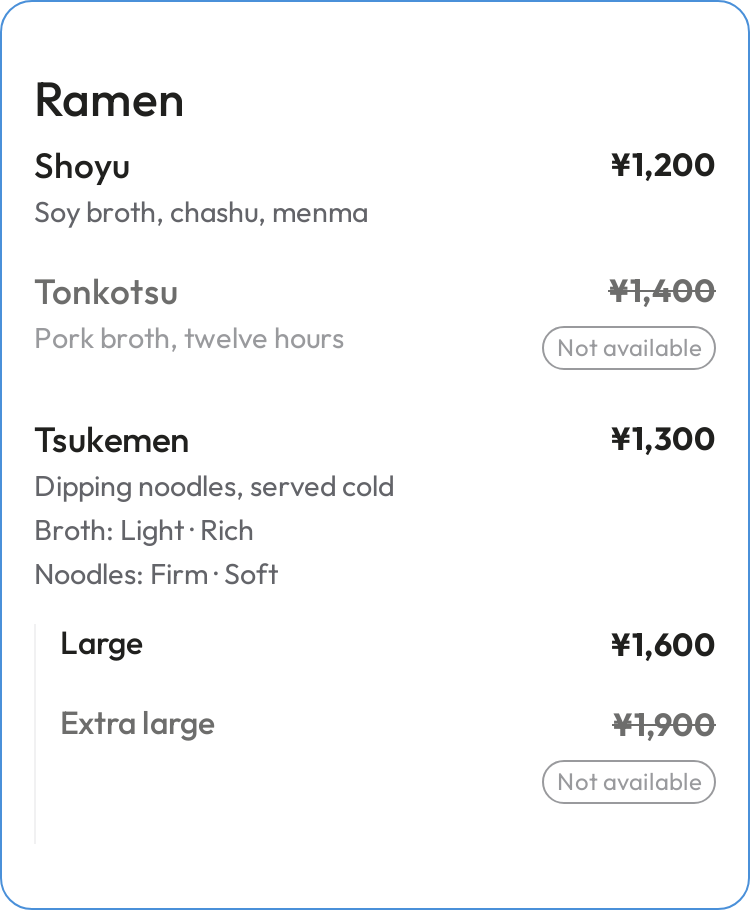 Ramen
Shoyu ¥1,200
Soy broth, chashu, menma
Tonkotsu ¥1,400
Pork broth, twelve hours
Not available
Tsukemen ¥1,300
Dipping noodles, served cold
Broth: Light · Rich
Noodles: Firm · Soft
Large ¥1,600
Extra large ¥1,900
Not available